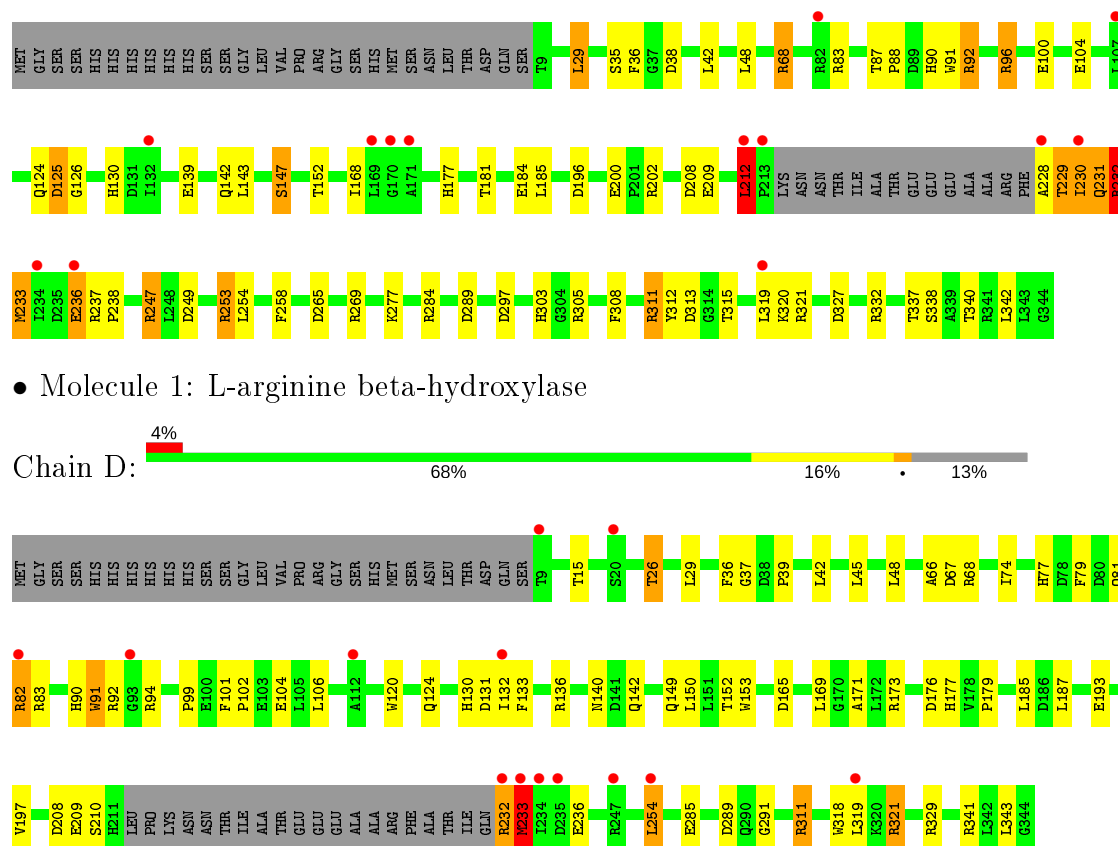 MET GLY SER SER HIS HIS HIS HIS HIS HIS SER SER GLY LEU VAL PRO ARG GLY SER HIS MET SER ASN LEU THR ASP GLN SER T9 L29 S35 F36 G37 D38 L42 L48 R68 R82 R83 T87 P88 D89 H90 W91 R92 R96 E100 E104 L107
Q124 D125 G126 H130 D131 I132 E139 Q142 L143 S147 T152 I168 L169 G170 A171 H177 T181 E184 L185 D196 E200 P201 R202 D208 E209 L212 P213 LYS ASN ASN THR ILE ALA THR GLU GLU GLU ALA ALA ARG PHE A228 T229 I230 Q231 R232
M233 I234 D235 E236 R237 P238 R247 L248 D249 R253 L254 F258 D265 R269 K277 R284 D289 D297 H303 G304 R305 F308 R311 Y312 D313 G314 T315 L319 K320 R321 D327 R332 T337 S338 A339 T340 R341 L342 L343 G344
• Molecule 1: L-arginine beta-hydroxylase
4%
Chain D:
68% 16% • 13%
MET GLY SER SER HIS HIS HIS HIS HIS HIS SER SER GLY LEU VAL PRO ARG GLY SER HIS MET SER ASN LEU THR ASP GLN SER T9 T15 S20 T26 L29 F36 G37 D38 P39 L42 L45 L48 A66 D67 R68 I74 H77 D78 F79 D80 Q81
R82 R83 H90 W91 R92 G93 R94 P99 E100 F101 P102 E103 E104 L105 L106 A112 W120 Q124 H130 D131 I132 F133 R136 N140 D141 Q142 Q149 L150 L151 T152 W153 D165 L169 G170 A171 L172 R173 D176 H177 V178 P179 L185 D186 L187 E193
V197 D208 E209 S210 H211 LEU PRO LYS ASN ASN THR ILE ALA THR GLU GLU GLU ALA ALA ARG PHE ALA THR ILE GLN R232 M233 I234 D235 E236 R247 L254 E285 D289 Q290 G291 R311 W318 L319 K320 R321 R329 R341 L342 L343 G344